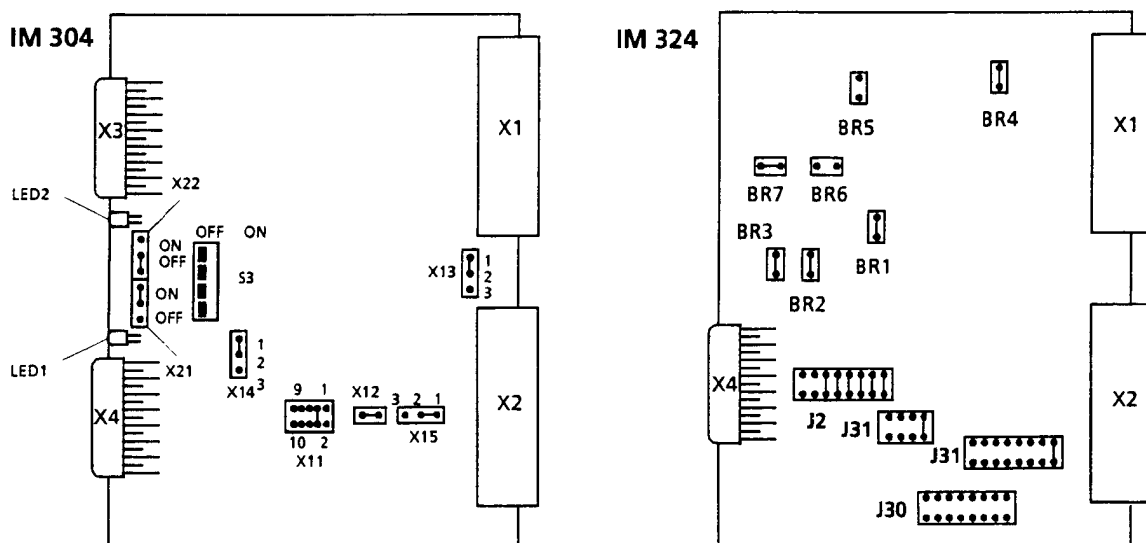 IM 304
X3
X1
LED2
X22
OFF ON
ON
OFF
S3
ON
OFF
X13
1
2
3
LED1
X21
X4
X14
1
2
3
9 1
10 2
X11
X12
3 2 1
X15
X2
IM 324
BR5
BR4
X1
BR7
BR6
BR3
BR1
BR2
X4
J2
J31
J31
J30
X2